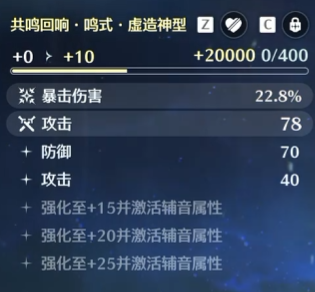 共鸣回响·鸣式·虚造神型 Z C
+0 > +10 +20000 0/400
暴击伤害 22.8%
攻击 78
防御 70
攻击 40
强化至+15并激活辅音属性
强化至+20并激活辅音属性
强化至+25并激活辅音属性